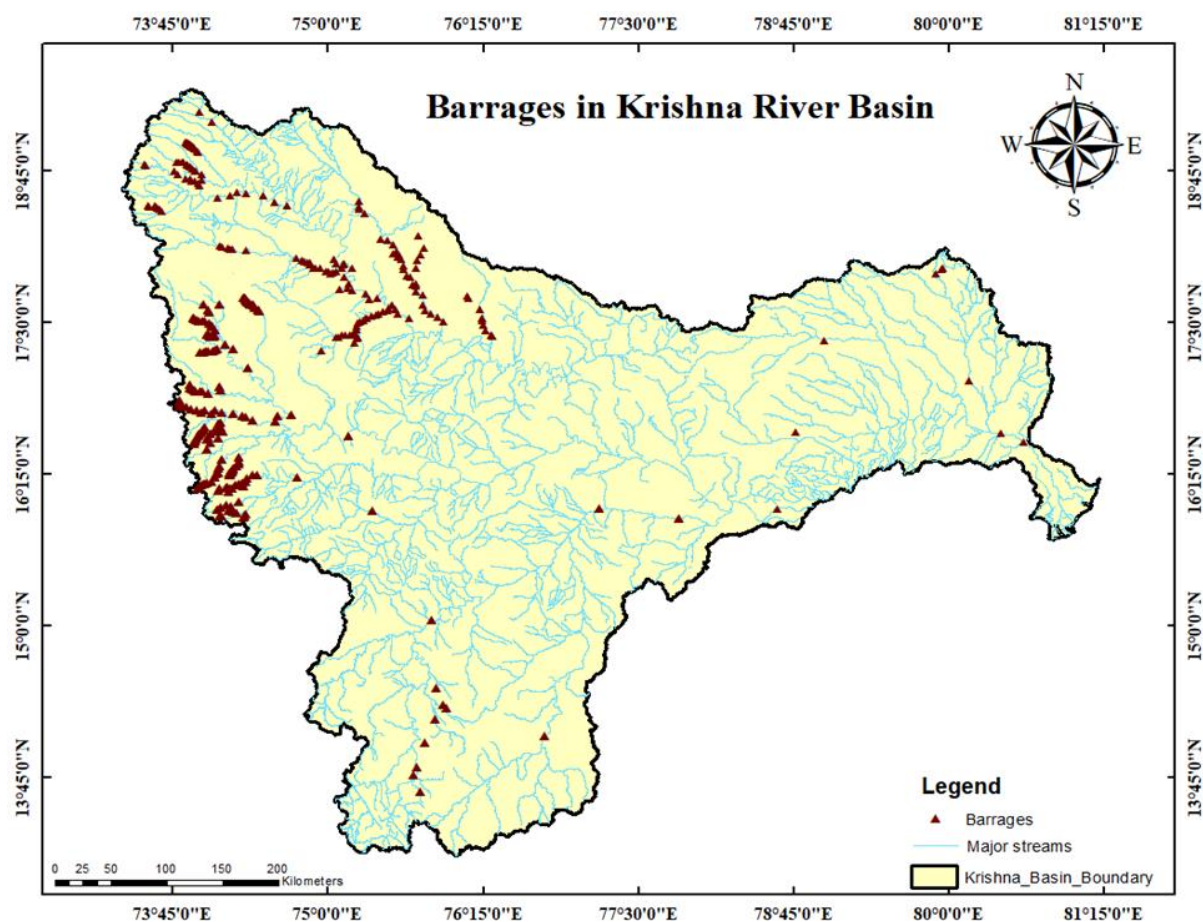 73°45'0"E 75°0'0"E 76°15'0"E 77°30'0"E 78°45'0"E 80°0'0"E 81°15'0"E
Barrages in Krishna River Basin
N
W E
S
18°45'0"N 18°45'0"N
17°30'0"N 17°30'0"N
16°15'0"N 16°15'0"N
15°0'0"N 15°0'0"N
13°45'0"N 13°45'0"N
Legend
Barrages
Major streams
Krishna_Basin_Boundary
0 25 50 100 150 200
Kilometers
73°45'0"E 75°0'0"E 76°15'0"E 77°30'0"E 78°45'0"E 80°0'0"E 81°15'0"E